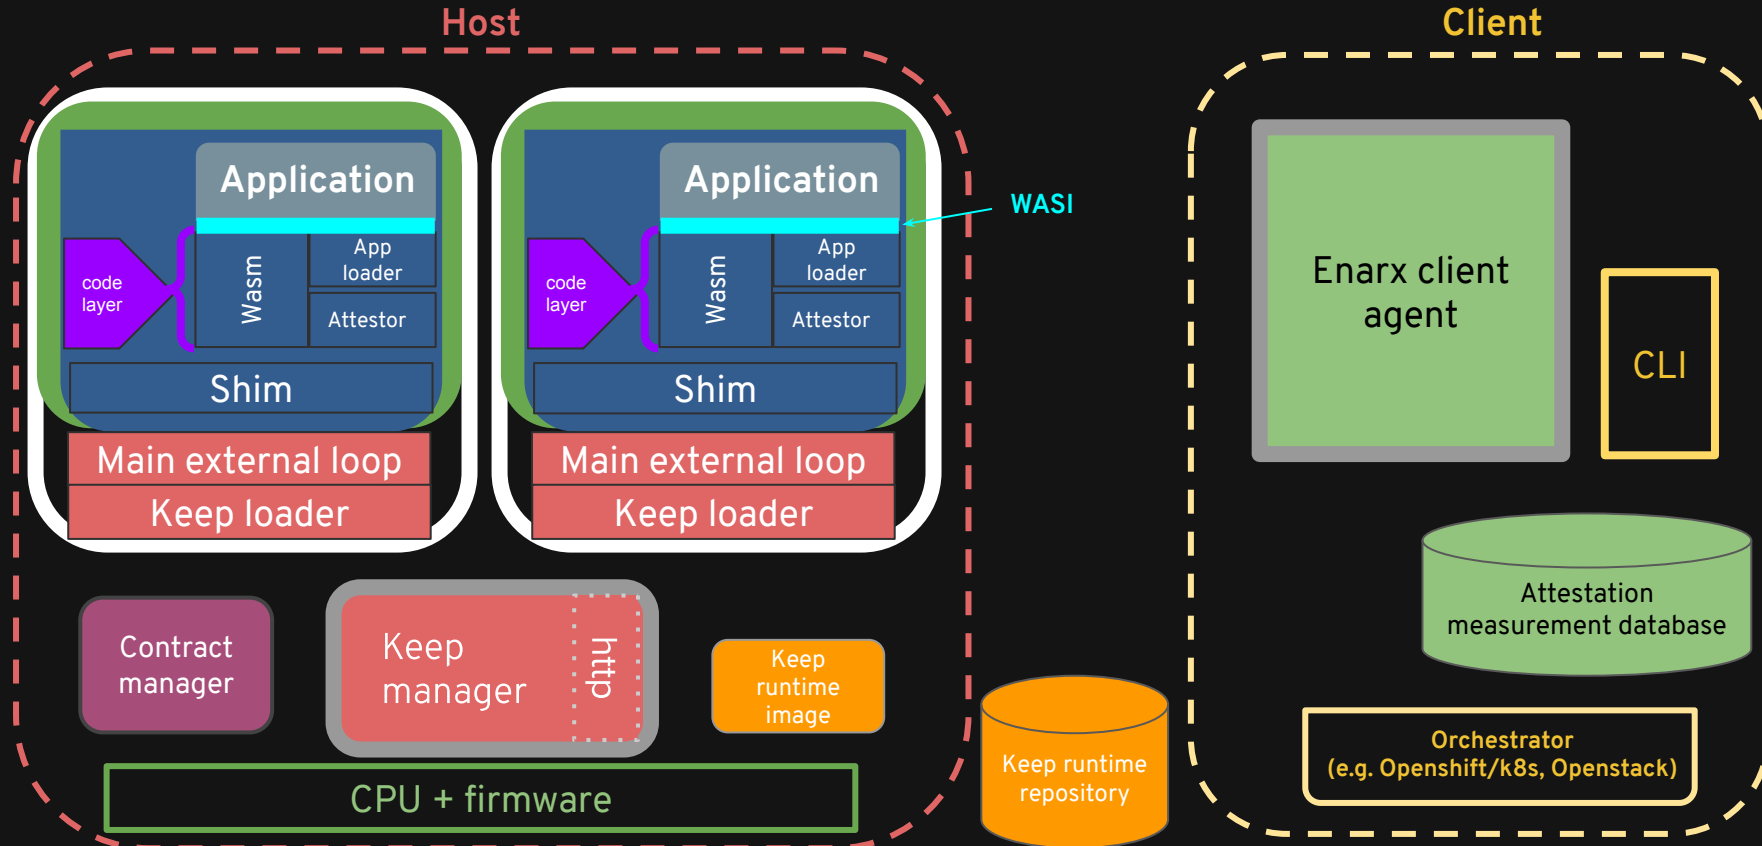 Host
Client
Application
code
layer
Wasm
App
loader
Attestor
Shim
Main external loop
Keep loader
Application
code
layer
Wasm
App
loader
Attestor
Shim
Main external loop
Keep loader
WASI
Contract
manager
Keep
manager
http
Keep
runtime
image
CPU + firmware
Keep runtime
repository
Enarx client
agent
CLI
Attestation
measurement database
Orchestrator
(e.g. Openshift/k8s, Openstack)